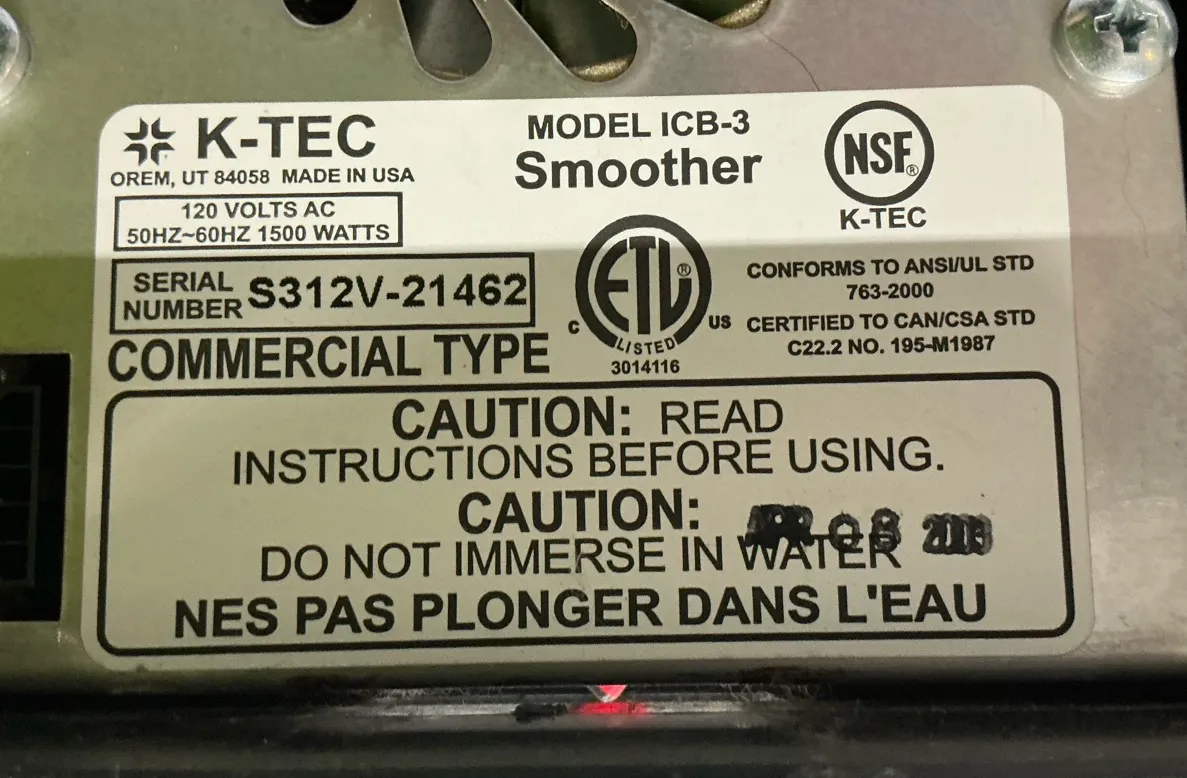 K-TEC
OREM, UT 84058 MADE IN USA
120 VOLTS AC
50HZ~60HZ 1500 WATTS
SERIAL
NUMBER S312V-21462
COMMERCIAL TYPE
MODEL ICB-3
Smoother
NSF®
K-TEC
ETL®
C US
LISTED
3014116
CONFORMS TO ANSI/UL STD
763-2000
CERTIFIED TO CAN/CSA STD
C22.2 NO. 195-M1987
CAUTION: READ
INSTRUCTIONS BEFORE USING.
CAUTION:
DO NOT IMMERSE IN WATER
NES PAS PLONGER DANS L'EAU